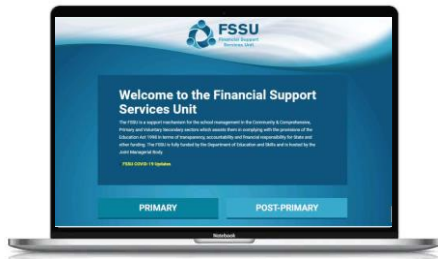 FSSU
Financial Support
Services Unit
Welcome to the Financial Support
Services Unit
The FSSU is a support mechanism for the school management in the Community & Comprehensive,
Primary and Voluntary Secondary sectors which assists them in complying with the provision of the
Education Act 1998 in terms of transparency, accountability and financial responsibility for State and
other funding. The FSSU is fully funded by the Department of Education and Skills and is hosted by the
Joint Managerial Body.
FSSU COVID-19 Updates
PRIMARY
POST-PRIMARY
Notebook